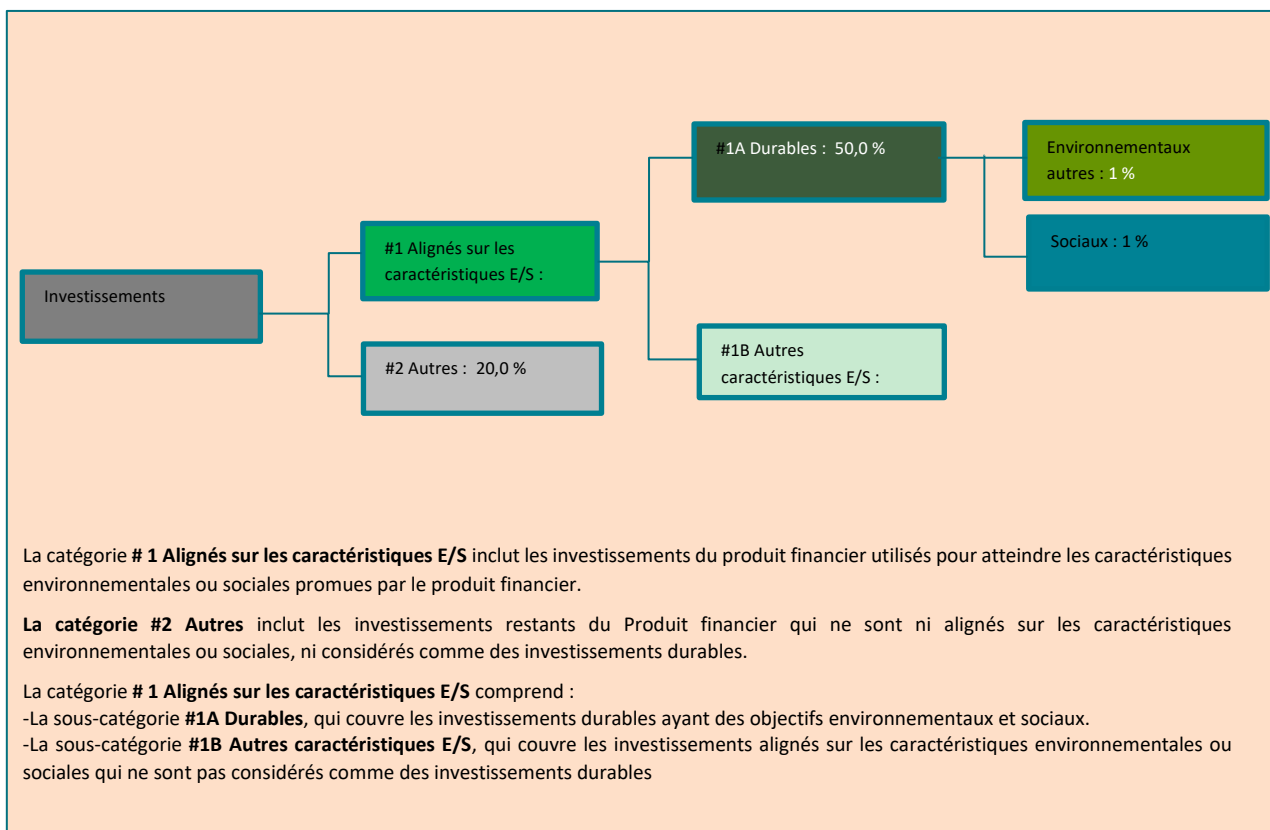 #1A Durables : 50,0 %
Environnementaux
autres : 1 %
#1 Alignés sur les
caractéristiques E/S :
Sociaux : 1 %
Investissements
#2 Autres : 20,0 %
#1B Autres
caractéristiques E/S :
La catégorie # 1 Alignés sur les caractéristiques E/S inclut les investissements du produit financier utilisés pour atteindre les caractéristiques
environnementales ou sociales promues par le produit financier.
La catégorie #2 Autres inclut les investissements restants du Produit financier qui ne sont ni alignés sur les caractéristiques
environnementales ou sociales, ni considérés comme des investissements durables.
La catégorie # 1 Alignés sur les caractéristiques E/S comprend :
-La sous-catégorie #1A Durables, qui couvre les investissements durables ayant des objectifs environnementaux et sociaux.
-La sous-catégorie #1B Autres caractéristiques E/S, qui couvre les investissements alignés sur les caractéristiques environnementales ou
sociales qui ne sont pas considérés comme des investissements durables